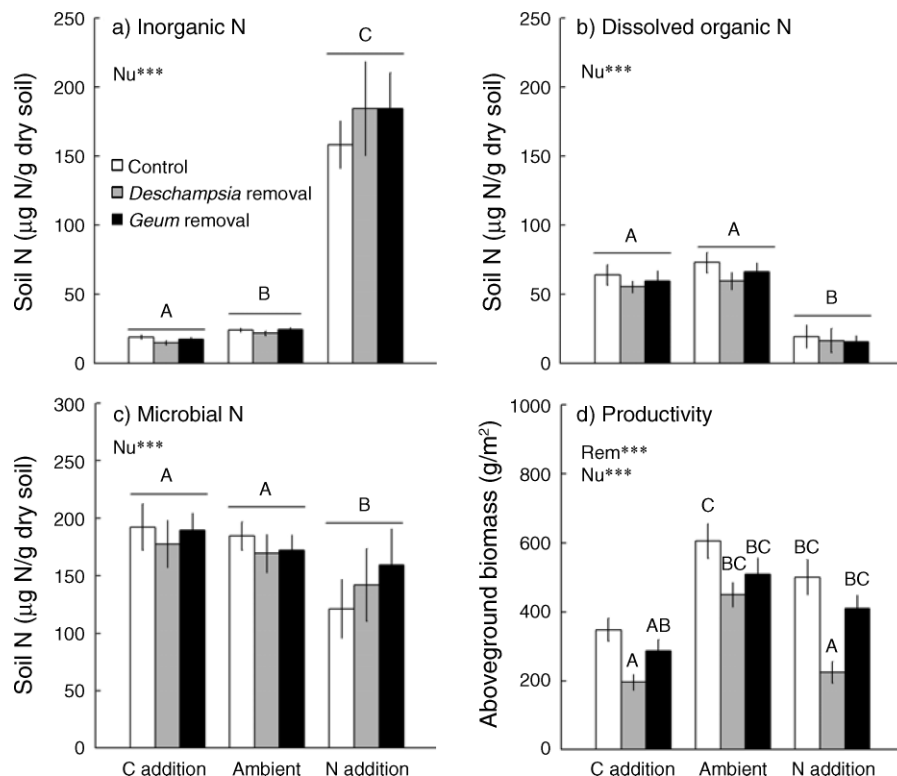 a) Inorganic N
Nu***
Control
Deschampsia removal
Geum removal
A
B
C
250
200
150
100
50
0
Soil N (µg N/g dry soil)
b) Dissolved organic N
Nu***
A
A
B
250
200
150
100
50
0
Soil N (µg N/g dry soil)
c) Microbial N
Nu***
A
A
B
300
250
200
150
100
50
0
Soil N (µg N/g dry soil)
C addition Ambient N addition
d) Productivity
Rem***
Nu***
A
AB
C
BC
BC
BC
A
BC
1000
800
600
400
200
0
Aboveground biomass (g/m²)
C addition Ambient N addition